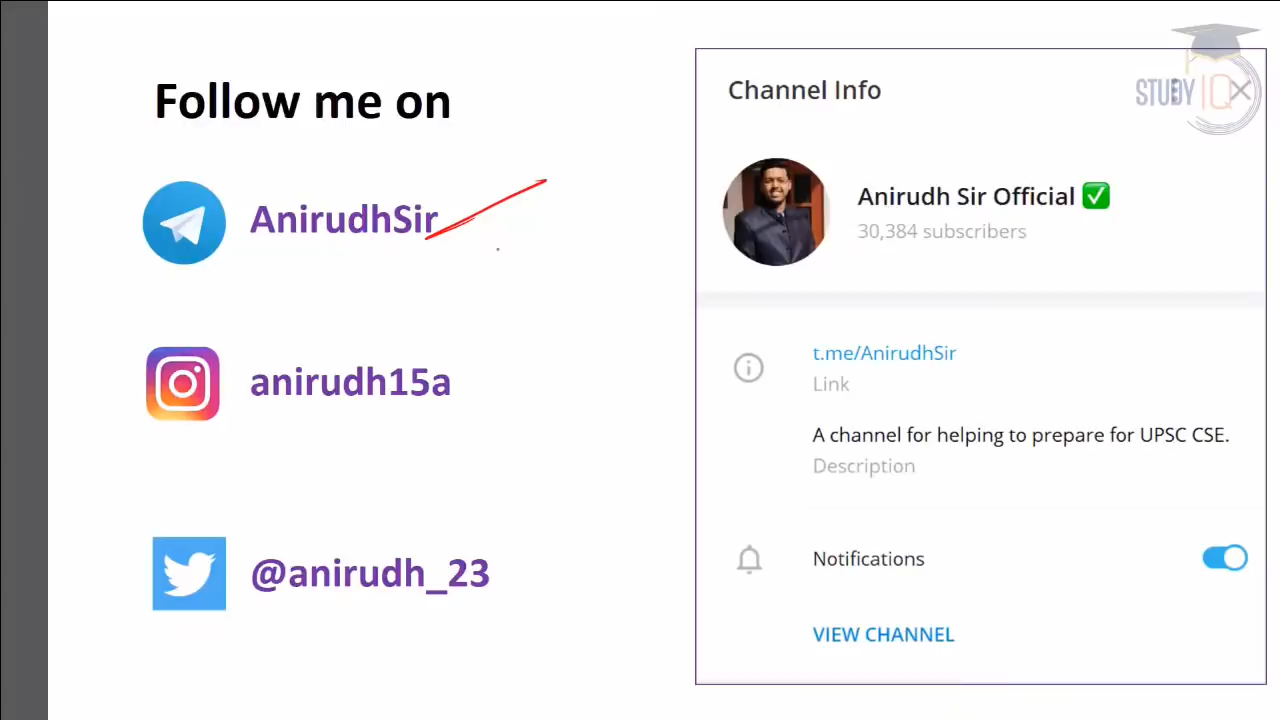 Follow me on
AnirudhSir
anirudh15a
@anirudh_23
STUDY IQ
Channel Info
Anirudh Sir Official
30,384 subscribers
t.me/AnirudhSir
Link
A channel for helping to prepare for UPSC CSE.
Description
Notifications
VIEW CHANNEL